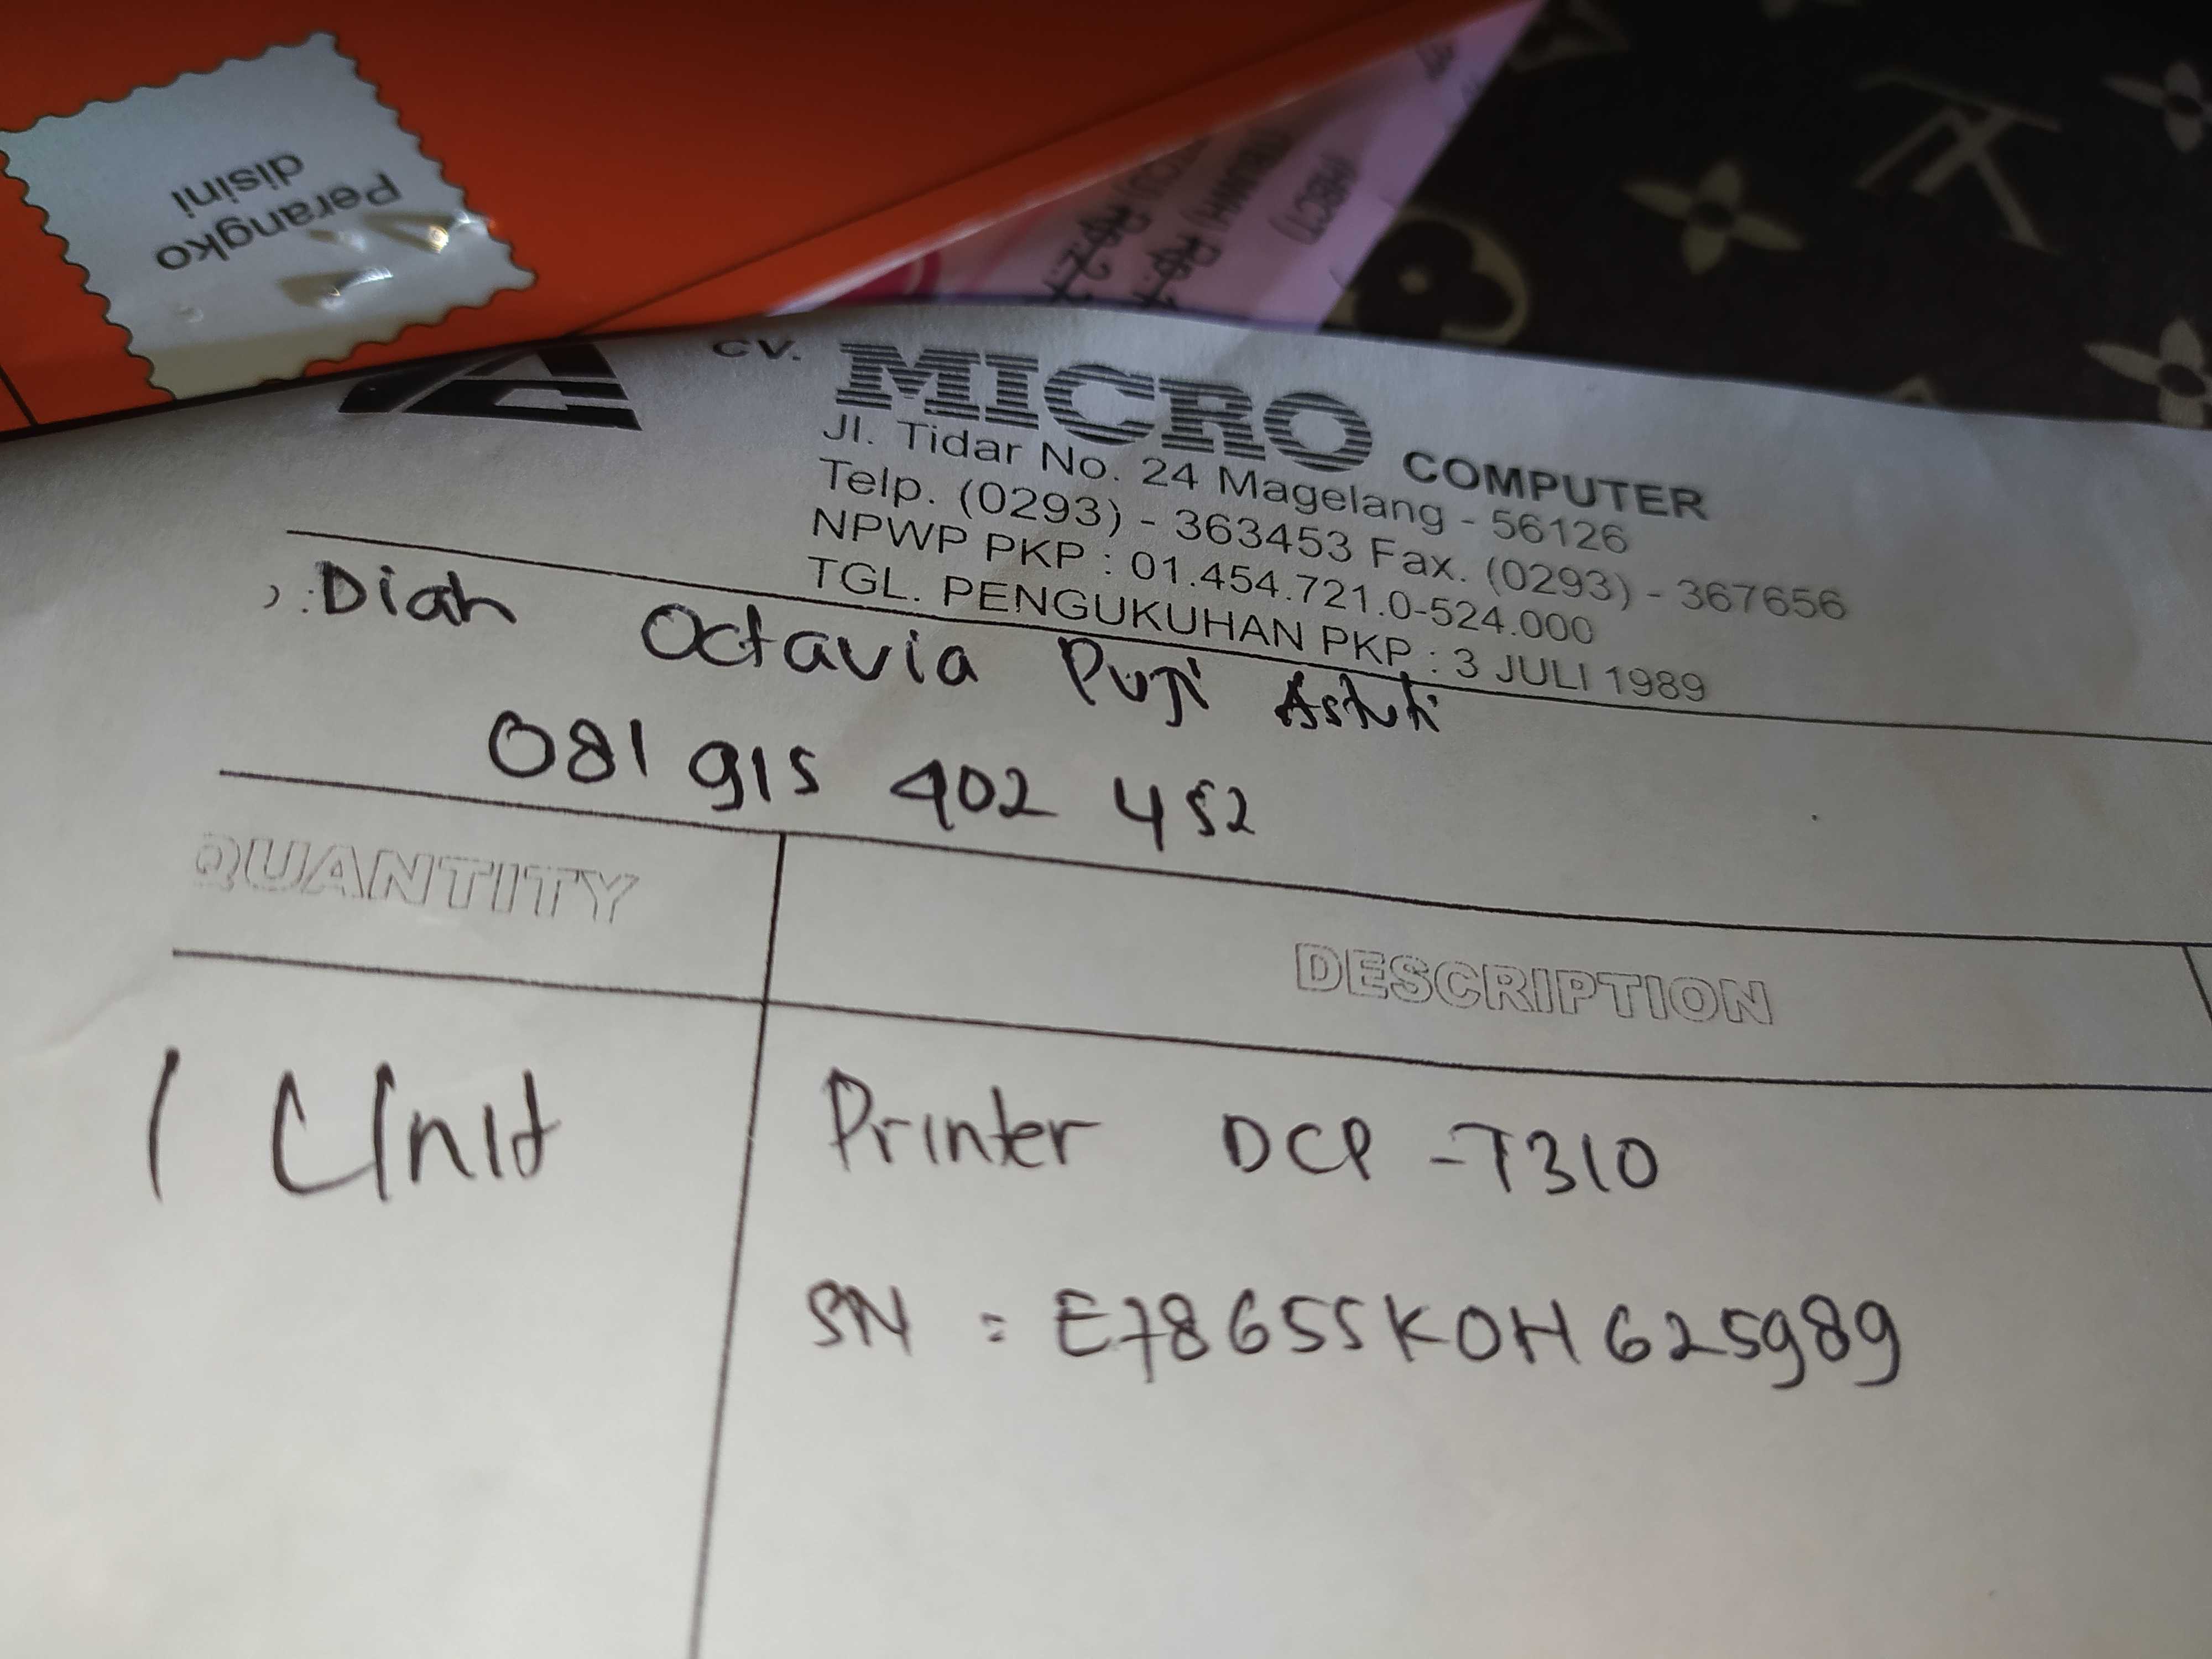 Perangko
disini
CV. MICRO COMPUTER
Jl. Tidar No. 24 Magelang - 56126
Telp. (0293) - 363453 Fax. (0293) - 367656
NPWP PKP : 01.454.721.0-524.000
TGL. PENGUKUHAN PKP : 3 JULI 1989
Diah Octavia Puji Astuti
081 915 402 452
QUANTITY DESCRIPTION
1 Unit Printer DCP -T310
SN = E78655K0H625989